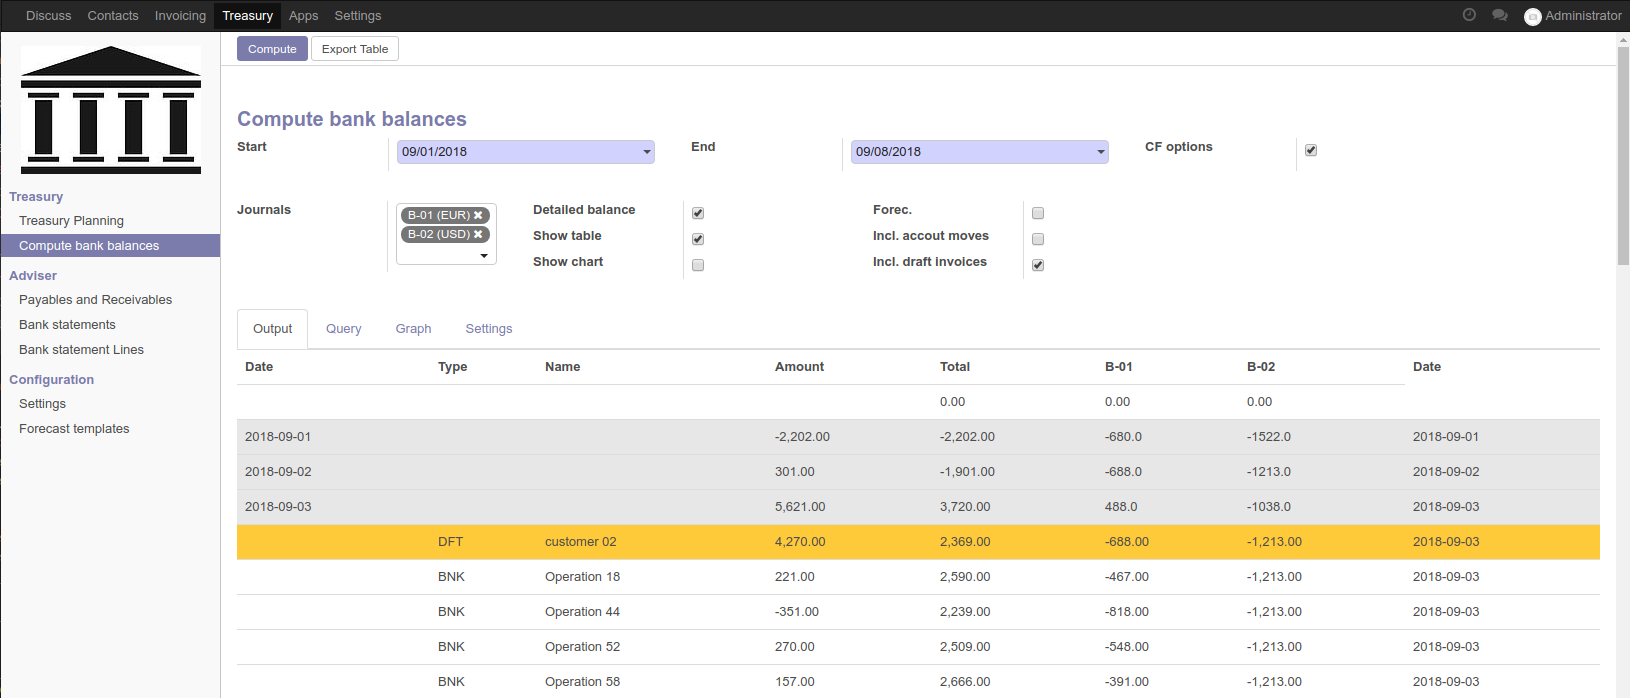 Discuss Contacts Invoicing Treasury Apps Settings Administrator
Compute Export Table
Treasury
Treasury Planning
Compute bank balances
Adviser
Payables and Receivables
Bank statements
Bank statement Lines
Configuration
Settings
Forecast templates
Compute bank balances
Start 09/01/2018 End 09/08/2018 CF options
Journals B-01 (EUR) ✖ Detailed balance Forec.
B-02 (USD) ✖ Show table Incl. accout moves
Show chart Incl. draft invoices
Output Query Graph Settings
Date Type Name Amount Total B-01 B-02 Date
0.00 0.00 0.00
2018-09-01 -2,202.00 -2,202.00 -680.0 -1522.0 2018-09-01
2018-09-02 301.00 -1,901.00 -688.0 -1213.0 2018-09-02
2018-09-03 5,621.00 3,720.00 488.0 -1038.0 2018-09-03
DFT customer 02 4,270.00 2,369.00 -688.00 -1,213.00 2018-09-03
BNK Operation 18 221.00 2,590.00 -467.00 -1,213.00 2018-09-03
BNK Operation 44 -351.00 2,239.00 -818.00 -1,213.00 2018-09-03
BNK Operation 52 270.00 2,509.00 -548.00 -1,213.00 2018-09-03
BNK Operation 58 157.00 2,666.00 -391.00 -1,213.00 2018-09-03